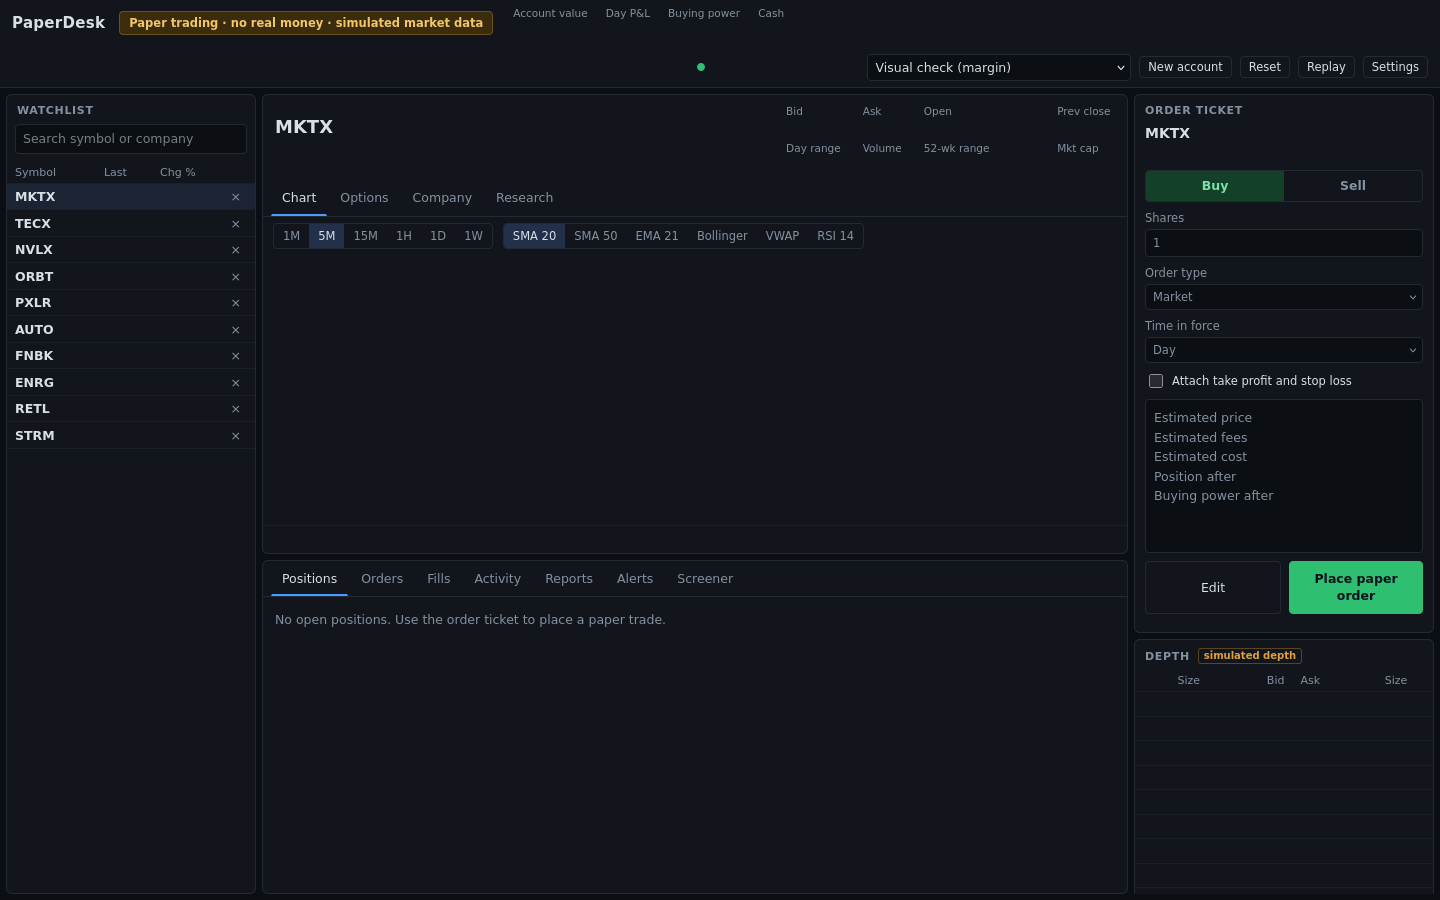 PaperDesk
Paper trading · no real money · simulated market data
Account value Day P&L Buying power Cash
Visual check (margin)
New account Reset Replay Settings
WATCHLIST
Search symbol or company
Symbol Last Chg %
MKTX ×
TECX ×
NVLX ×
ORBT ×
PXLR ×
AUTO ×
FNBK ×
ENRG ×
RETL ×
STRM ×
MKTX
Bid Ask Open Prev close
Day range Volume 52-wk range Mkt cap
Chart Options Company Research
1M 5M 15M 1H 1D 1W SMA 20 SMA 50 EMA 21 Bollinger VWAP RSI 14
Positions Orders Fills Activity Reports Alerts Screener
No open positions. Use the order ticket to place a paper trade.
ORDER TICKET
MKTX
Buy Sell
Shares
1
Order type
Market
Time in force
Day
Attach take profit and stop loss
Estimated price
Estimated fees
Estimated cost
Position after
Buying power after
Edit
Place paper
order
DEPTH simulated depth
Size Bid Ask Size